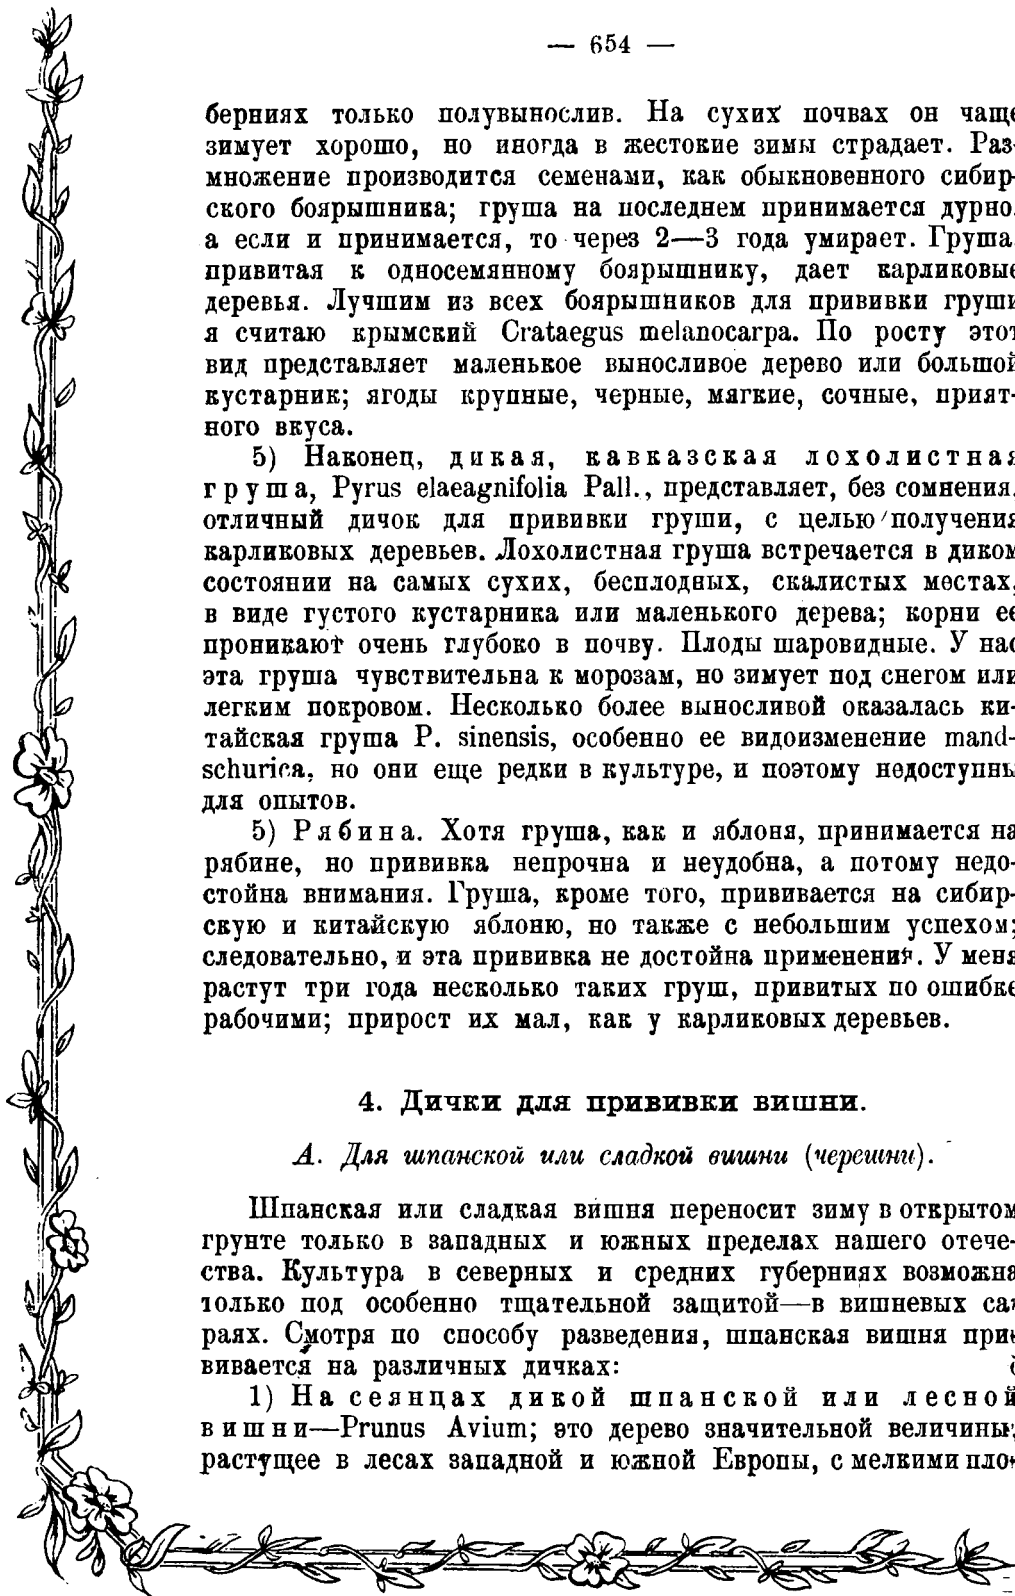 — 654 —
берниях только полувынослив. На сухих почвах он чаще
зимует хорошо, но иногда в жестокие зимы страдает. Раз-
множение производится семенами, как обыкновенного сибир-
ского боярышника; груша на последнем принимается дурно,
а если и принимается, то через 2—3 года умирает. Груша,
привитая к односемянному боярышнику, дает карликовые
деревья. Лучшим из всех боярышников для прививки груши
я считаю крымский Crataegus melanocarpa. По росту этот
вид представляет маленькое выносливое дерево или большой
кустарник; ягоды крупные, черные, мягкие, сочные, прият-
ного вкуса.
5) Наконец, дикая, кавказская лохолистная
груша, Pyrus elaeagnifolia Pall., представляет, без сомнения,
отличный дичок для прививки груши, с целью получения
карликовых деревьев. Лохолистная груша встречается в диком
состоянии на самых сухих, бесплодных, скалистых местах,
в виде густого кустарника или маленького дерева; корни ее
проникают очень глубоко в почву. Плоды шаровидные. У нас
эта груша чувствительна к морозам, но зимует под снегом или
легким покровом. Несколько более выносливой оказалась ки-
тайская груша P. sinensis, особенно ее видоизменение mand-
schurica, но они еще редки в культуре, и поэтому недоступны
для опытов.
5) Рябина. Хотя груша, как и яблоня, принимается на
рябине, но прививка непрочна и неудобна, а потому недо-
стойна внимания. Груша, кроме того, прививается на сибир-
скую и китайскую яблоню, но также с небольшим успехом;
следовательно, и эта прививка не достойна применения. У меня
растут три года несколько таких груш, привитых по ошибке
рабочими; прирост их мал, как у карликовых деревьев.
4. Дички для прививки вишни.
А. Для шпанской или сладкой вишни (черешни).
Шпанская или сладкая вишня переносит зиму в открытом
грунте только в западных и южных пределах нашего отече-
ства. Культура в северных и средних губерниях возможна
только под особенно тщательной защитой—в вишневых са-
раях. Смотря по способу разведения, шпанская вишня при-
вивается на различных дичках:
1) На сеянцах дикой шпанской или лесной
вишни—Prunus Avium; это дерево значительной величины,
растущее в лесах западной и южной Европы, с мелкими пло-